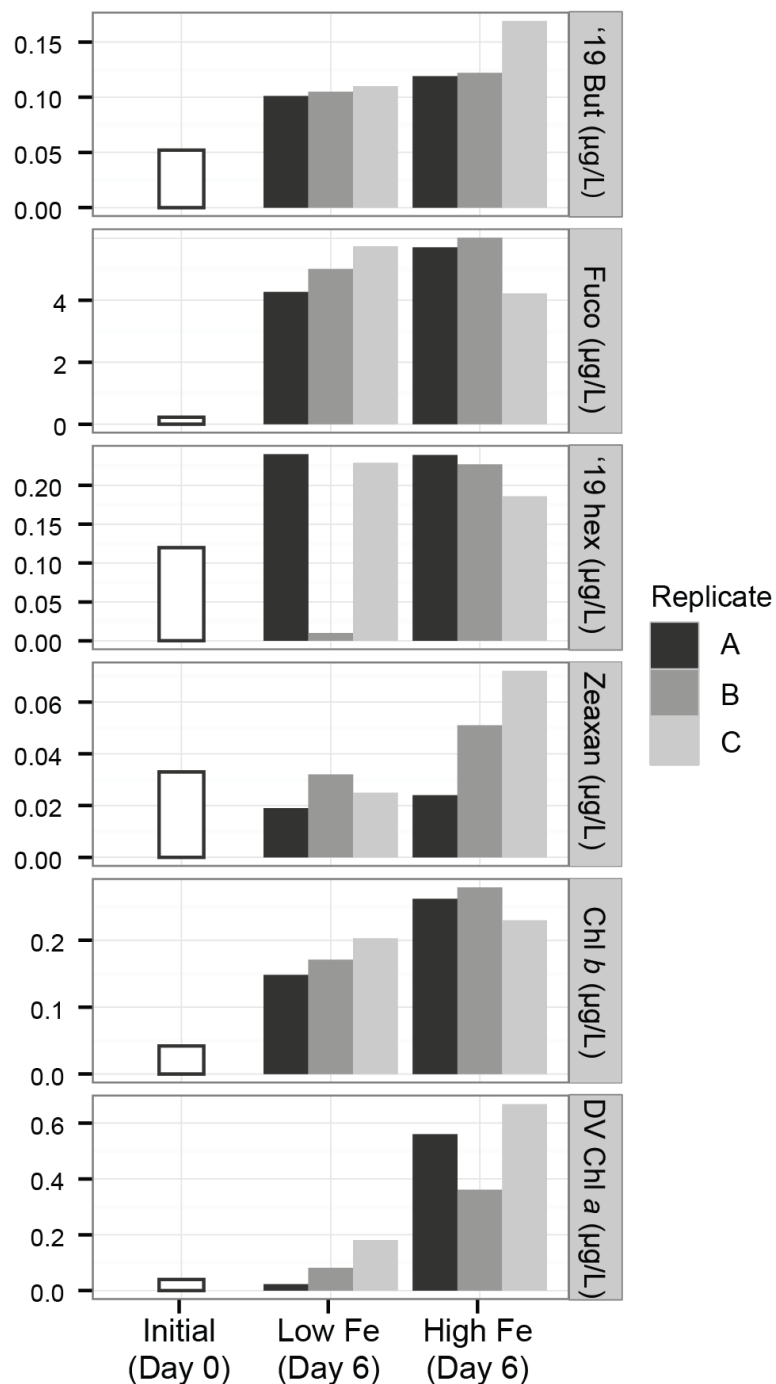 0.15
0.10
0.05
0.00
‘19 But (µg/L)
4
2
0
Fuco (µg/L)
0.20
0.15
0.10
0.05
0.00
‘19 hex (µg/L)
0.06
0.04
0.02
0.00
Zeaxan (µg/L)
0.2
0.1
0.0
Chl b (µg/L)
0.6
0.4
0.2
0.0
DV Chl a (µg/L)
Initial
(Day 0)
Low Fe
(Day 6)
High Fe
(Day 6)
Replicate
A
B
C